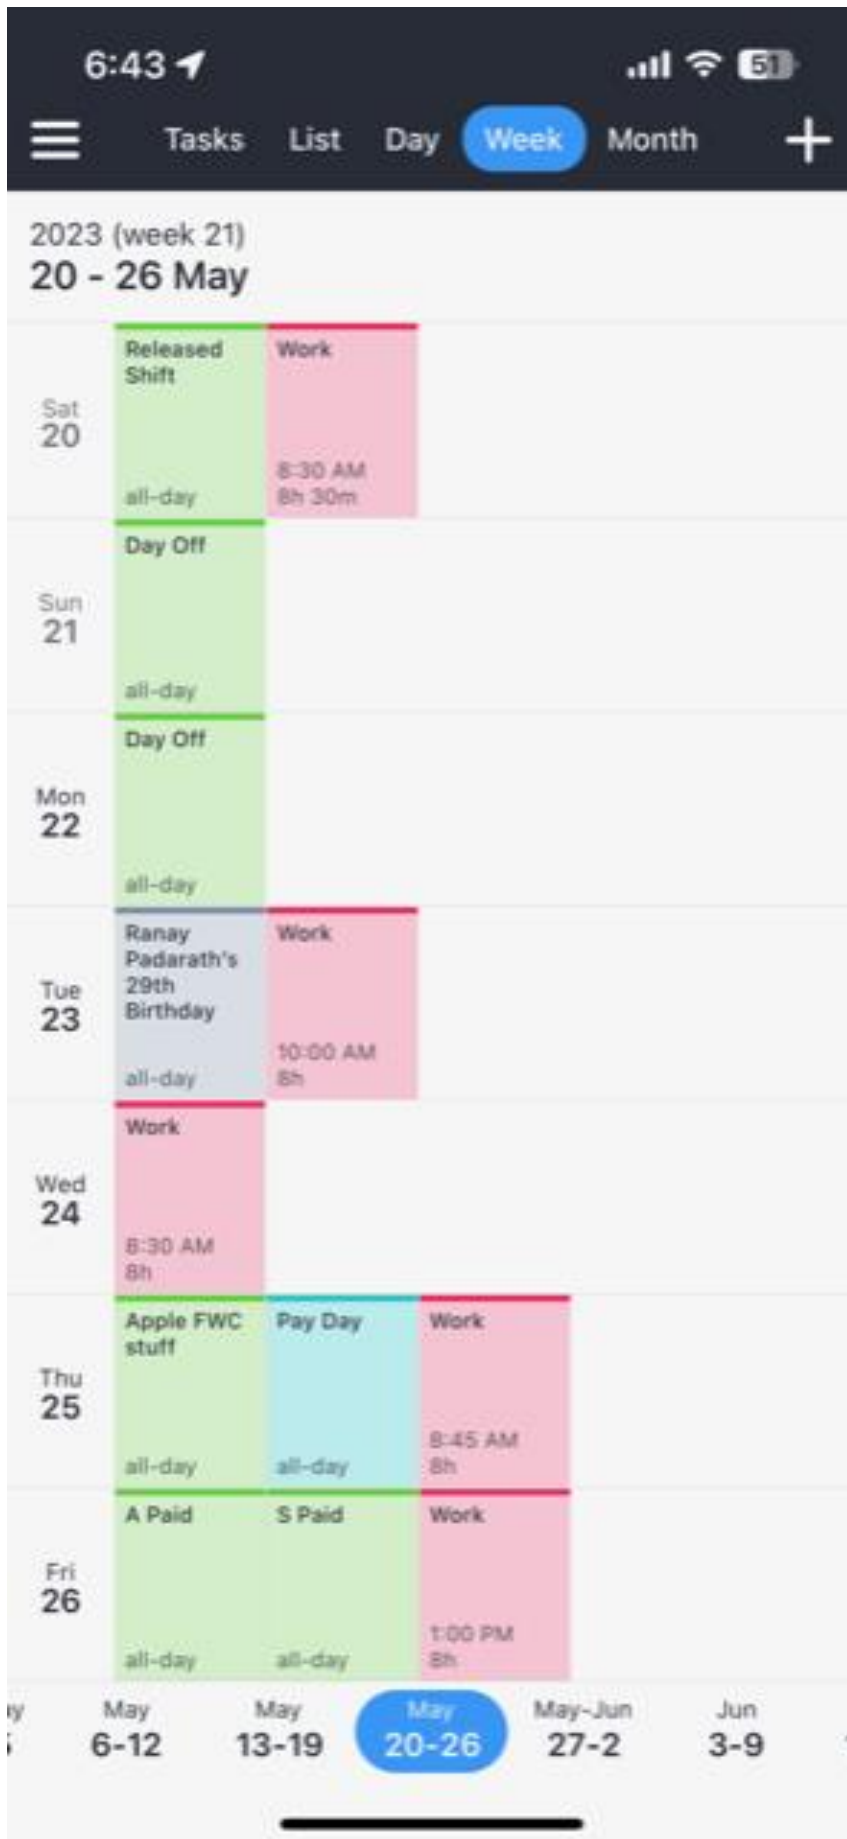 6:43
51
Tasks List Day Week Month
2023 (week 21)
20 - 26 May
Sat
20
Released
Shift
all-day
Work
8:30 AM
8h 30m
Sun
21
Day Off
all-day
Mon
22
Day Off
all-day
Tue
23
Ranay
Padarath's
29th
Birthday
all-day
Work
10:00 AM
8h
Wed
24
Work
8:30 AM
8h
Thu
25
Apple FWC
stuff
all-day
Pay Day
all-day
Work
8:45 AM
8h
Fri
26
A Paid
all-day
S Paid
all-day
Work
1:00 PM
8h
May
6-12
May
13-19
May
20-26
May-Jun
27-2
Jun
3-9